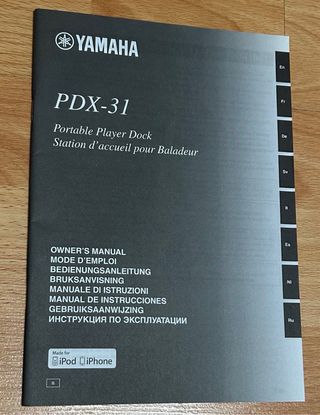 YAMAHA
PDX-31
Portable Player Dock
Station d'accueil pour Baladeur
En
Fr
De
Sv
It
Es
Nl
Ru
OWNER'S MANUAL
MODE D'EMPLOI
BEDIENUNGSANLEITUNG
BRUKSANVISNING
MANUALE DI ISTRUZIONI
MANUAL DE INSTRUCCIONES
GEBRUIKSAANWIJZING
ИНСТРУКЦИЯ ПО ЭКСПЛУАТАЦИИ
Made for
iPod iPhone